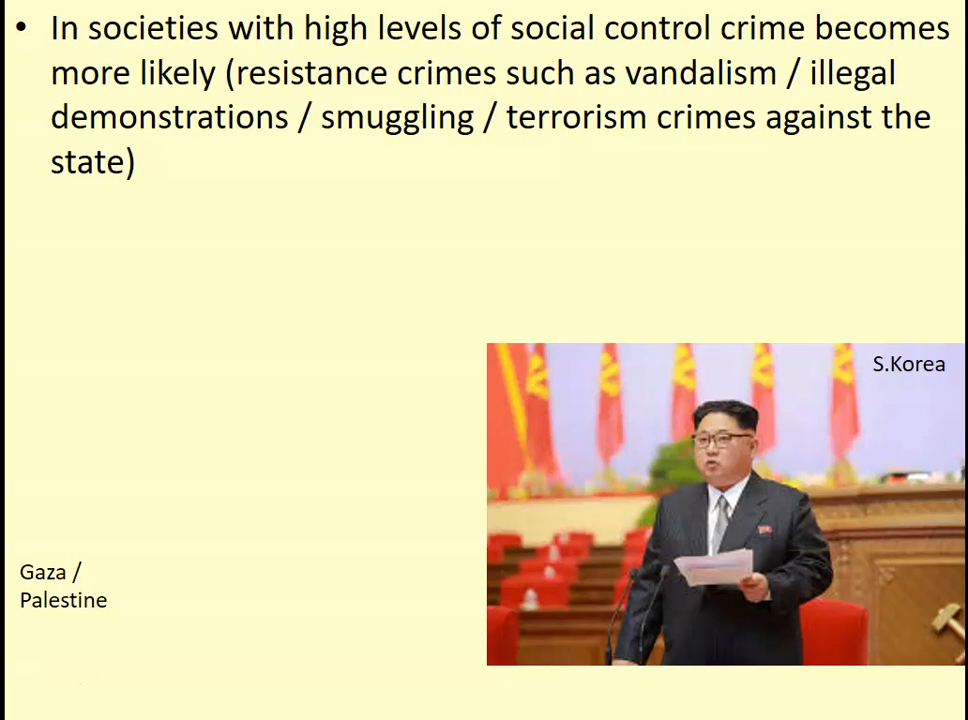 • In societies with high levels of social control crime becomes
more likely (resistance crimes such as vandalism / illegal
demonstrations / smuggling / terrorism crimes against the
state)
S.Korea
Gaza /
Palestine